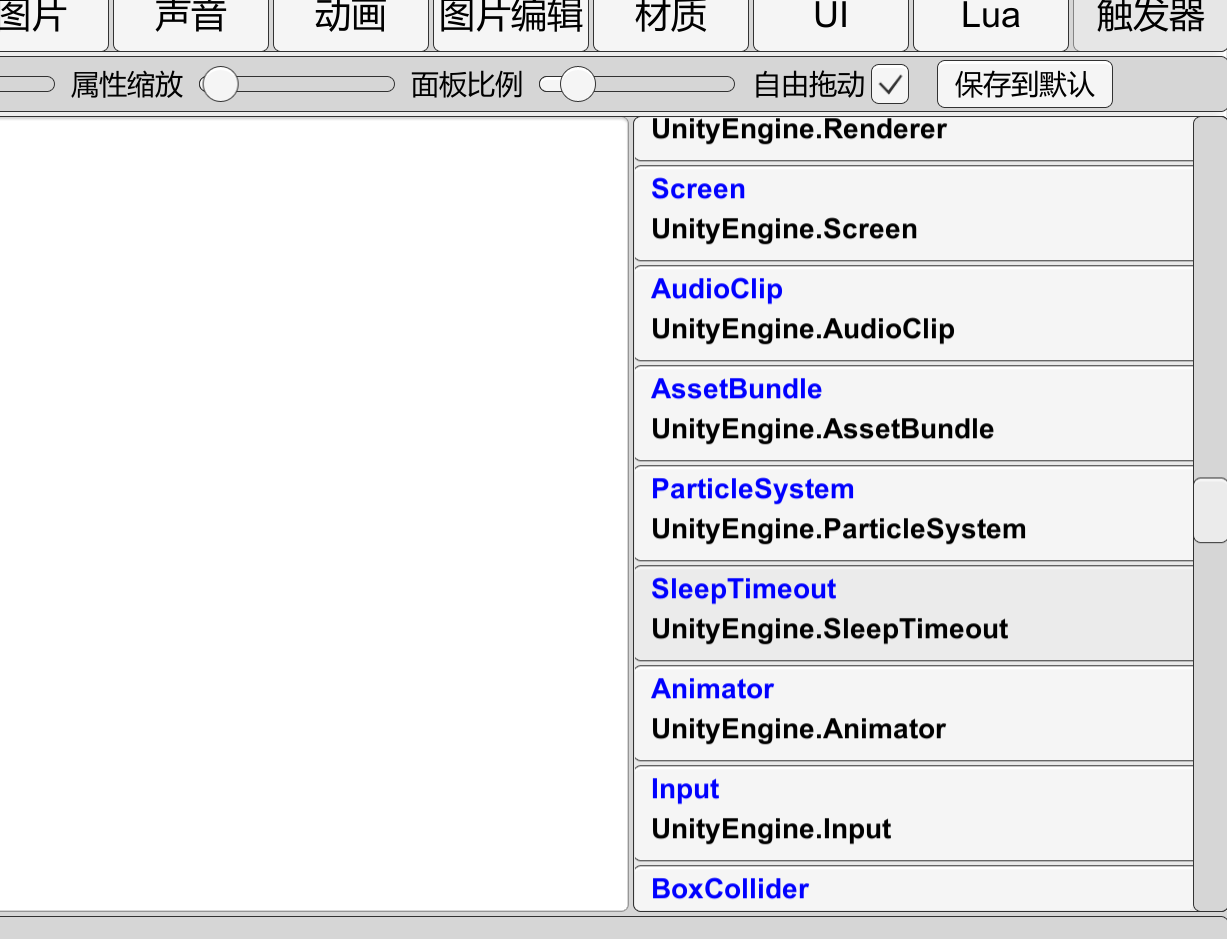 图片 声音 动画 图片编辑 材质 UI Lua 触发器
属性缩放 面板比例 自由拖动 保存到默认
UnityEngine.Renderer
Screen
UnityEngine.Screen
AudioClip
UnityEngine.AudioClip
AssetBundle
UnityEngine.AssetBundle
ParticleSystem
UnityEngine.ParticleSystem
SleepTimeout
UnityEngine.SleepTimeout
Animator
UnityEngine.Animator
Input
UnityEngine.Input
BoxCollider